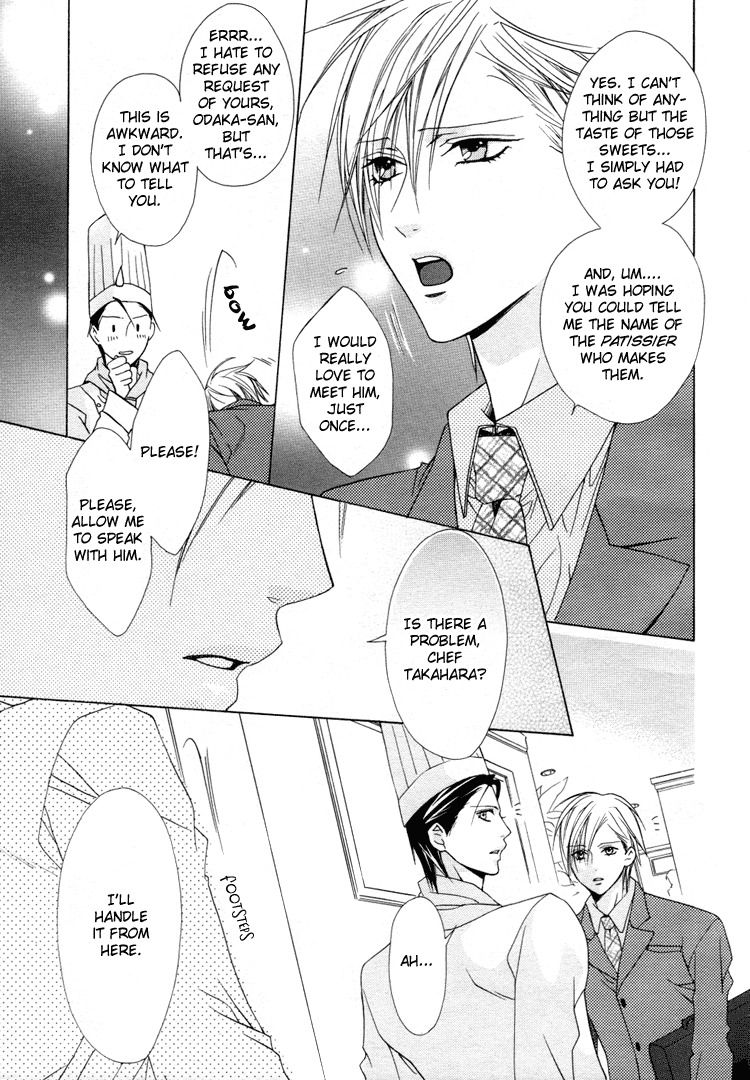 YES. I CAN'T
THINK OF ANY-
THING BUT THE
TASTE OF THOSE
SWEETS...
I SIMPLY HAD
TO ASK YOU!
AND, UM....
I WAS HOPING
YOU COULD TELL
ME THE NAME OF
THE PATISSIER
WHO MAKES
THEM.
I WOULD
REALLY
LOVE TO
MEET HIM,
JUST
ONCE...
ERRR...
I HATE TO
REFUSE ANY
REQUEST
OF YOURS,
ODAKA-SAN,
BUT
THAT'S...
THIS IS
AWKWARD.
I DON'T
KNOW WHAT
TO TELL
YOU.
bow
PLEASE!
PLEASE,
ALLOW ME
TO SPEAK
WITH HIM.
IS THERE A
PROBLEM,
CHEF
TAKAHARA?
AH...
FOOTSTEPS
I'LL
HANDLE
IT FROM
HERE.